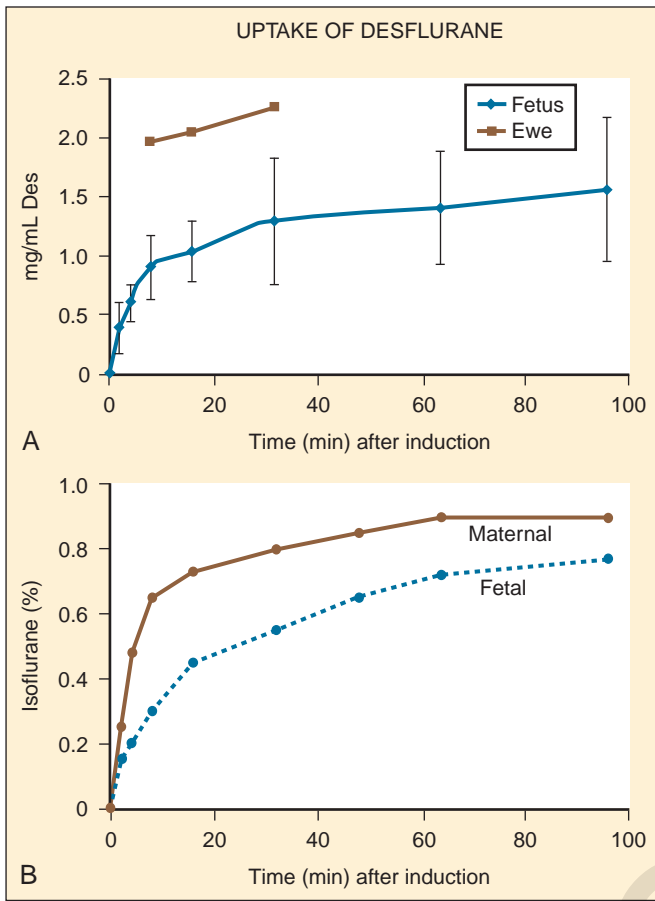 UPTAKE OF DESFLURANE
2.5
2.0
1.5
1.0
0.5
0
mg/mL Des
Fetus
Ewe
0 20 40 60 80 100
Time (min) after induction
A
1.0
0.8
0.6
0.4
0.2
0
Isoflurane (%)
Maternal
Fetal
0 20 40 60 80 100
Time (min) after induction
B